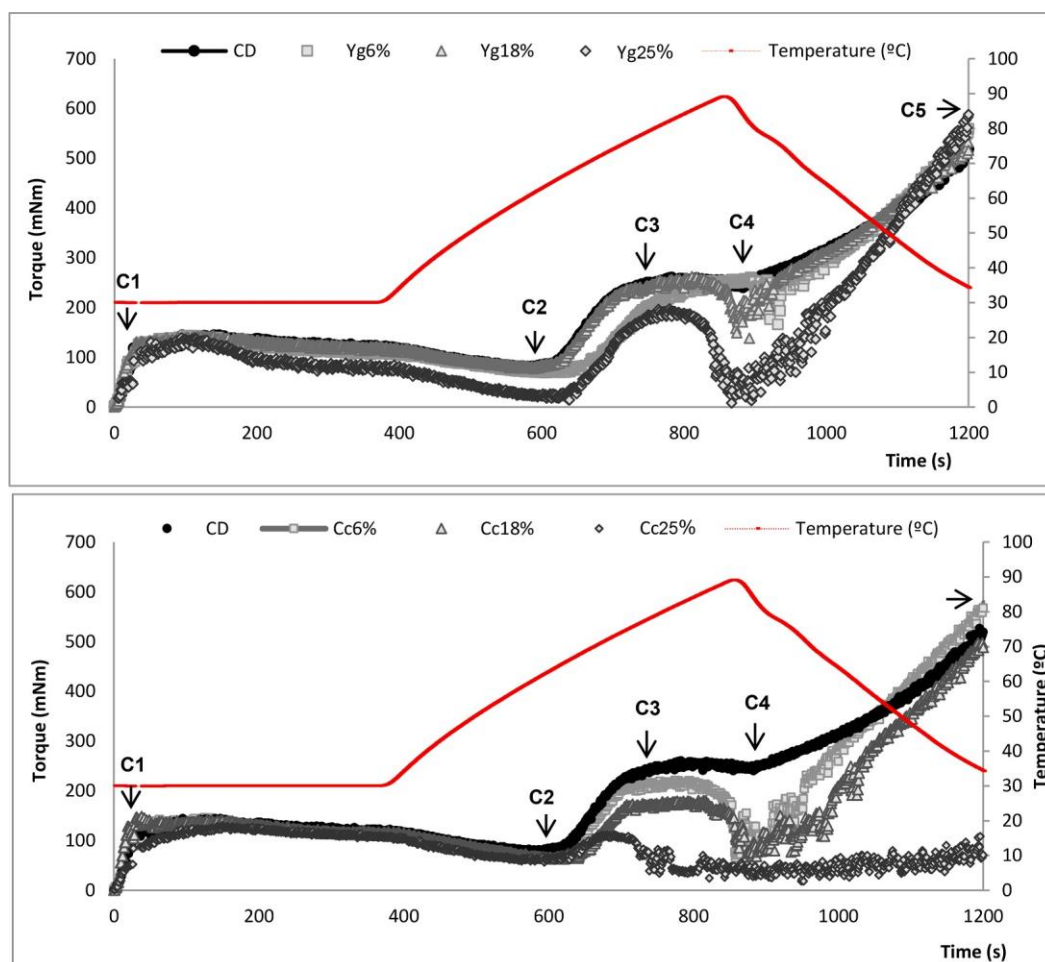 CD Yg6% Yg18% Yg25% Temperature (ºC)
700 100
600 90
500 80
400 70
300 60
200 50
100 40
0 30
20
10
0
C1
C2
C3
C4
C5
Torque (mNm)
0 200 400 600 800 1000 1200
Time (s)
CD Cc6% Cc18% Cc25% Temperature (ºC)
700 100
600 90
500 80
400 70
300 60
200 50
100 40
0 30
20
10
0
C1
C2
C3
C4
Torque (mNm)
Temperature (ºC)
0 200 400 600 800 1000 1200
Time (s)